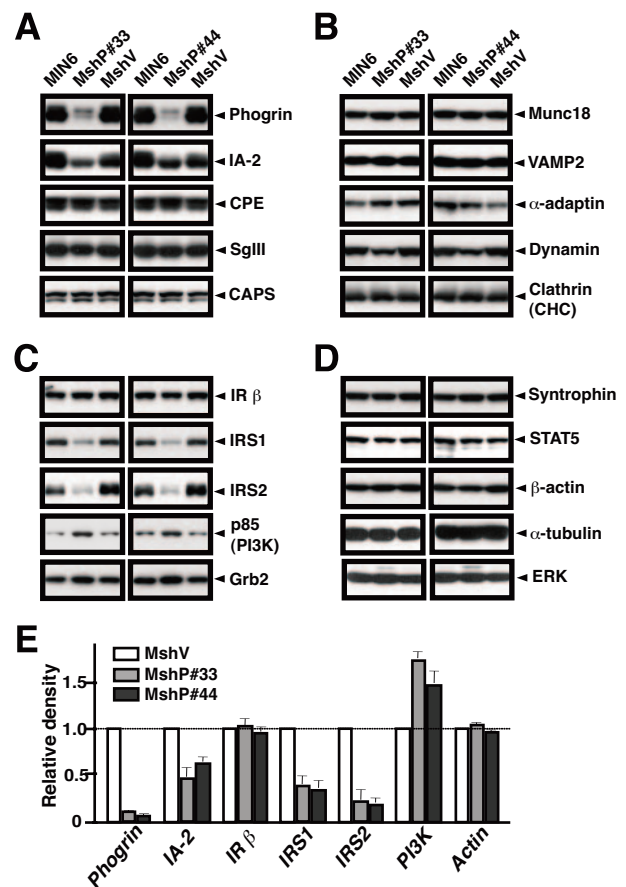 A
B
MIN6 MshP#33 MshV MIN6 MshP#44 MshV
MIN6 MshP#33 MshV MIN6 MshP#44 MshV
Phogrin
IA-2
CPE
SgIII
CAPS
Munc18
VAMP2
α-adaptin
Dynamin
Clathrin
(CHC)
C
D
IR β
IRS1
IRS2
p85
(PI3K)
Grb2
Syntrophin
STAT5
β-actin
α-tubulin
ERK
E
MshV
MshP#33
MshP#44
Relative density
1.5
1.0
0.5
0
Phogrin IA-2 IR β IRS1 IRS2 PI3K Actin